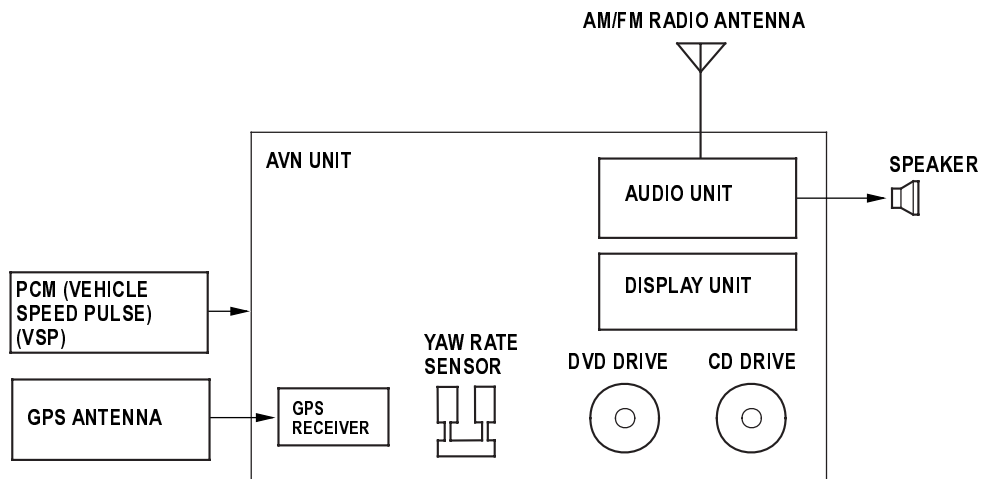 AM/FM RADIO ANTENNA
AVN UNIT
SPEAKER
AUDIO UNIT
PCM (VEHICLE
SPEED PULSE)
(VSP)
DISPLAY UNIT
YAW RATE
SENSOR
DVD DRIVE
CD DRIVE
GPS ANTENNA
GPS
RECEIVER